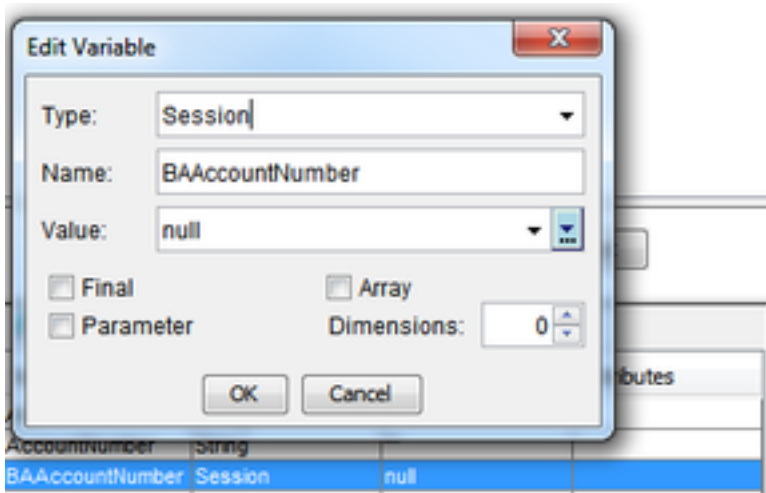 Edit Variable
Type: Session
Name: BAAccountNumber
Value: null
Final Array
Parameter Dimensions: 0
OK Cancel
AccountNumber String
BAAccountNumber Session null